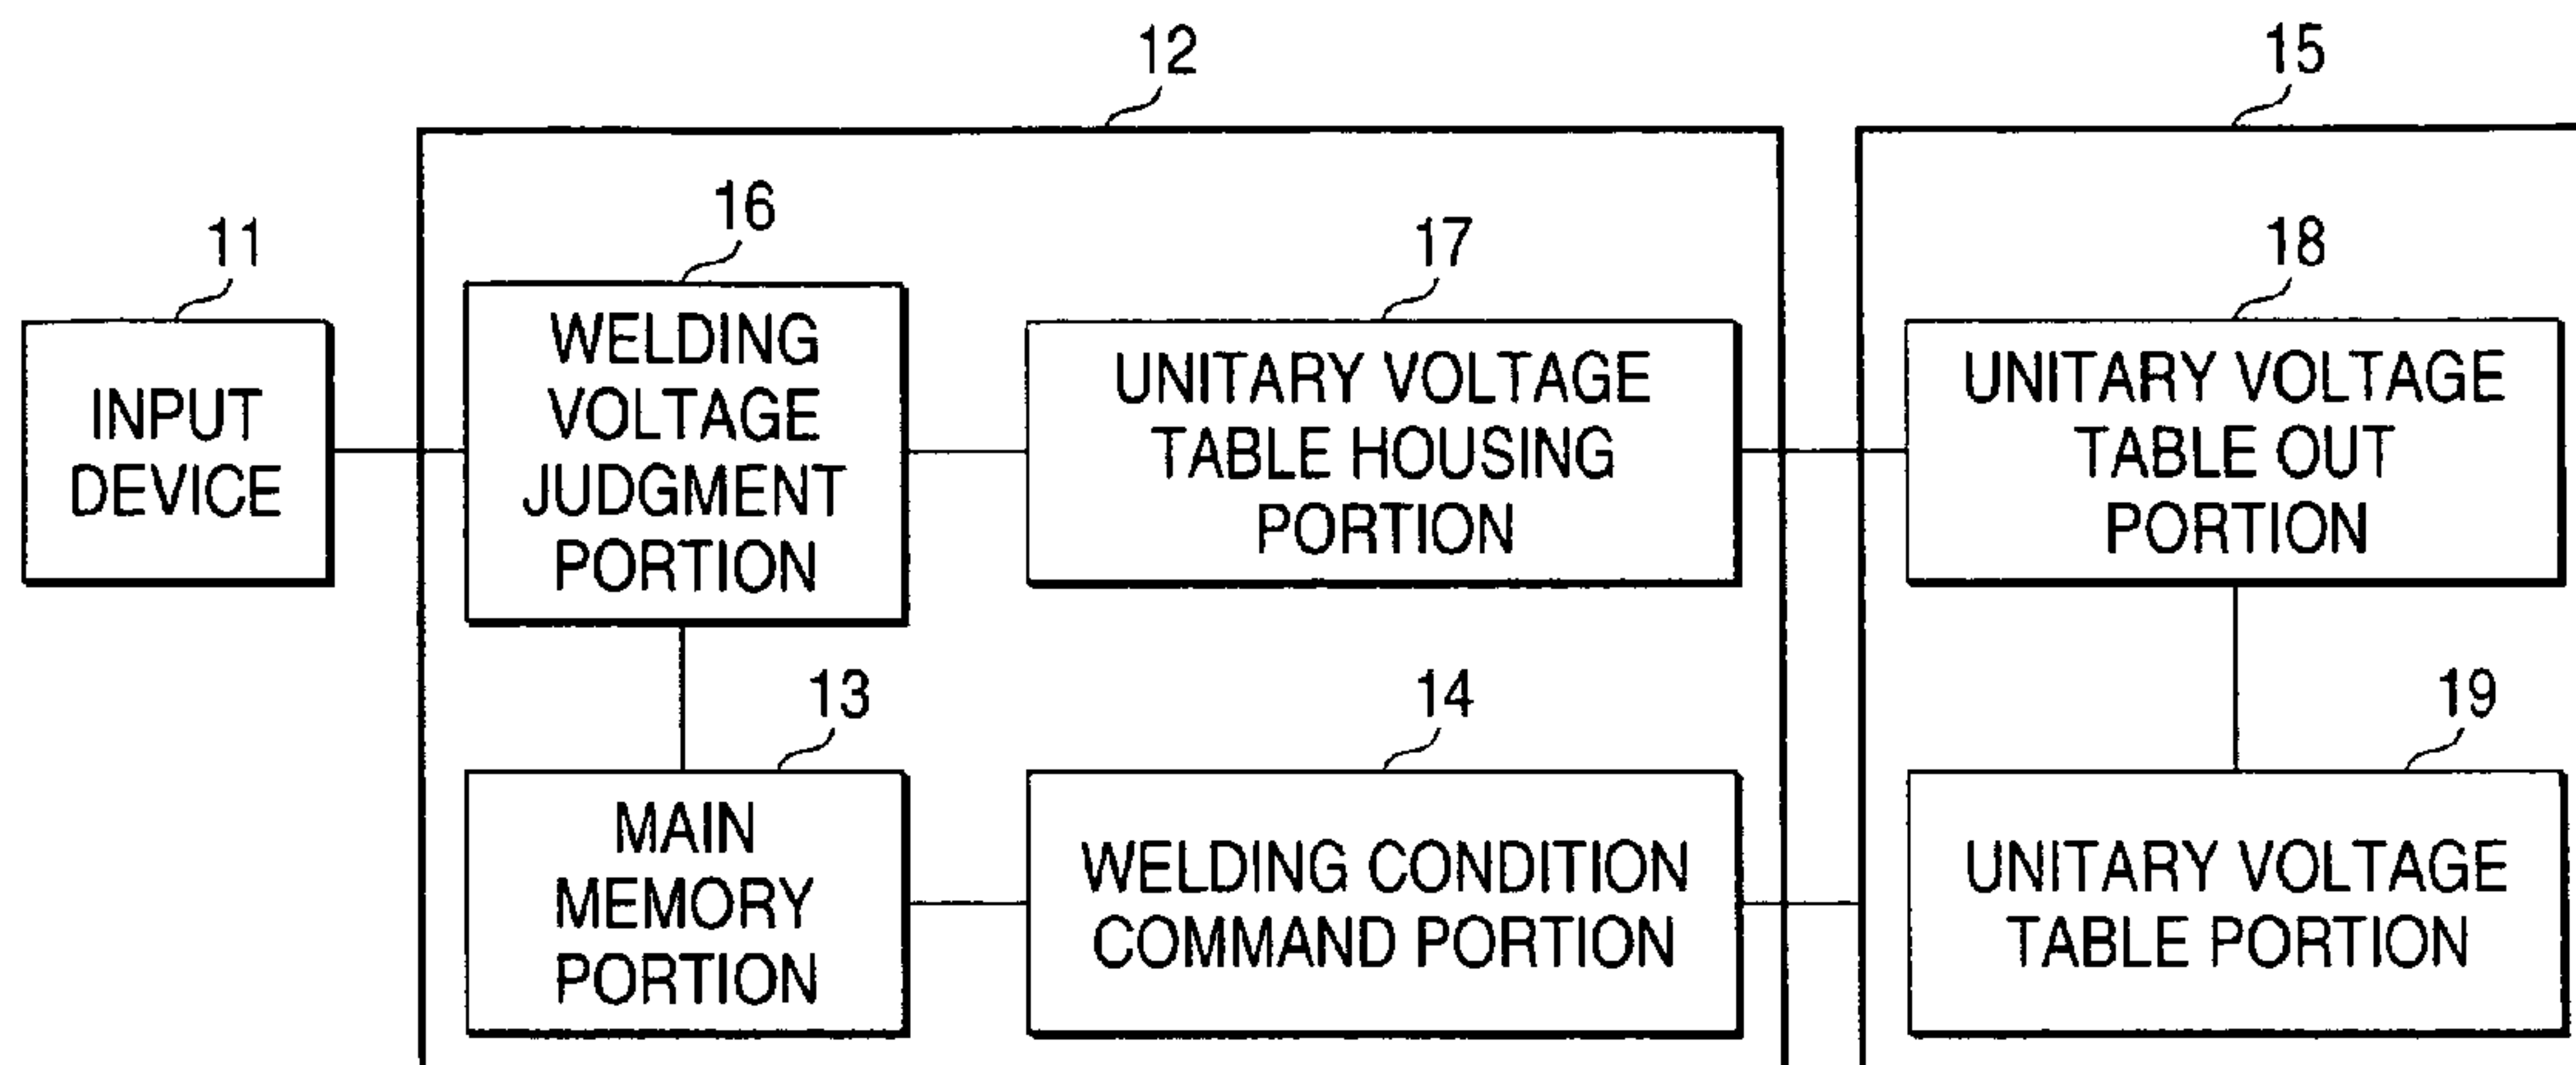 12
15
11
16
17
18
INPUT
DEVICE
WELDING
VOLTAGE
JUDGMENT
PORTION
UNITARY VOLTAGE
TABLE HOUSING
PORTION
UNITARY VOLTAGE
TABLE OUT
PORTION
13
14
19
MAIN
MEMORY
PORTION
WELDING CONDITION
COMMAND PORTION
UNITARY VOLTAGE
TABLE PORTION